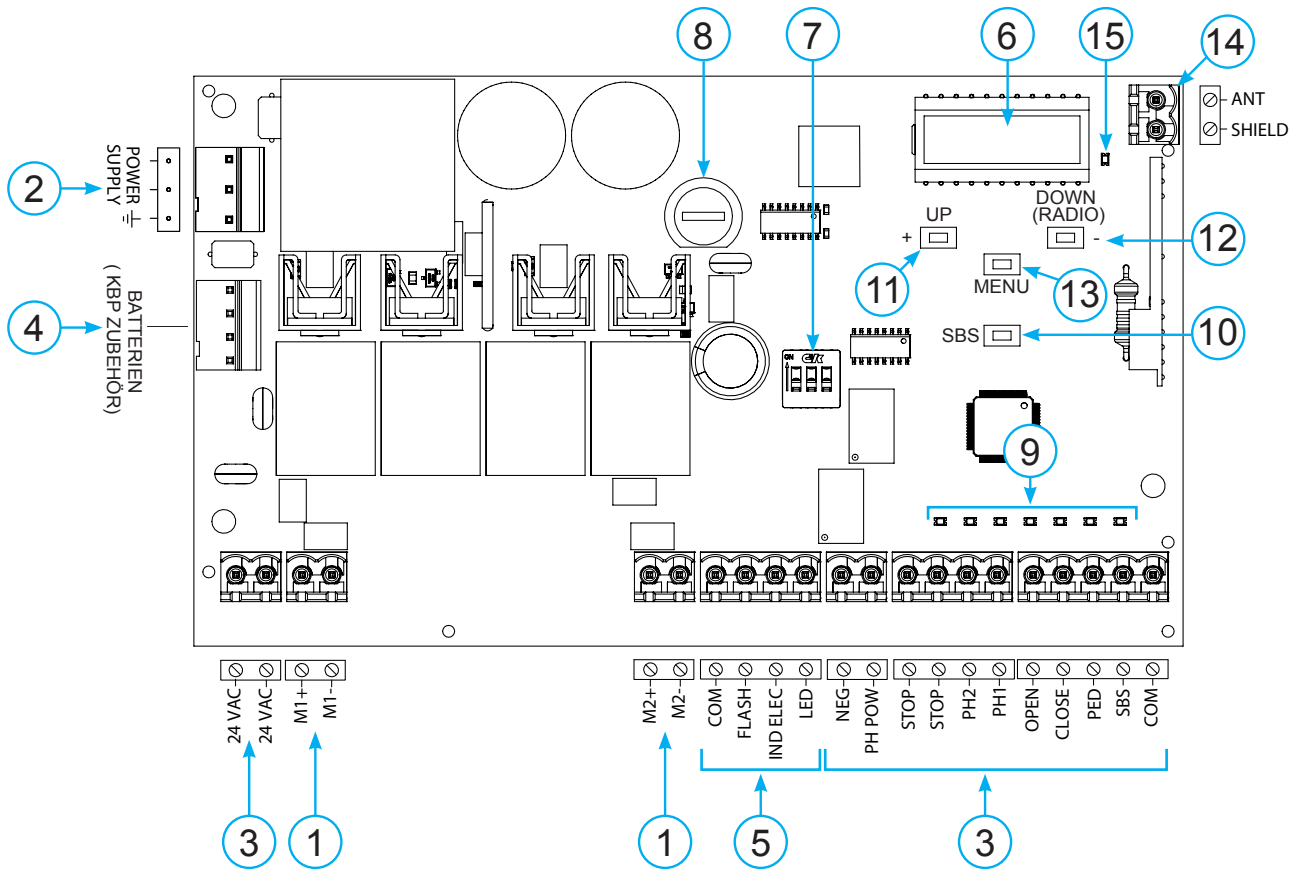 8
7
6
15
14
ANT
SHIELD
2
POWER
SUPPLY
UP
+
DOWN
(RADIO)
-
12
11
MENU
13
4
BATTERIEN
( KBP ZUBEHÖR)
SBS
10
ON
9
24 VAC
24 VAC
M1+
M1-
M2+
M2-
COM
FLASH
IND ELEC
LED
NEG
PH POW
STOP
STOP
PH2
PH1
OPEN
CLOSE
PED
SBS
COM
3
1
1
5
3